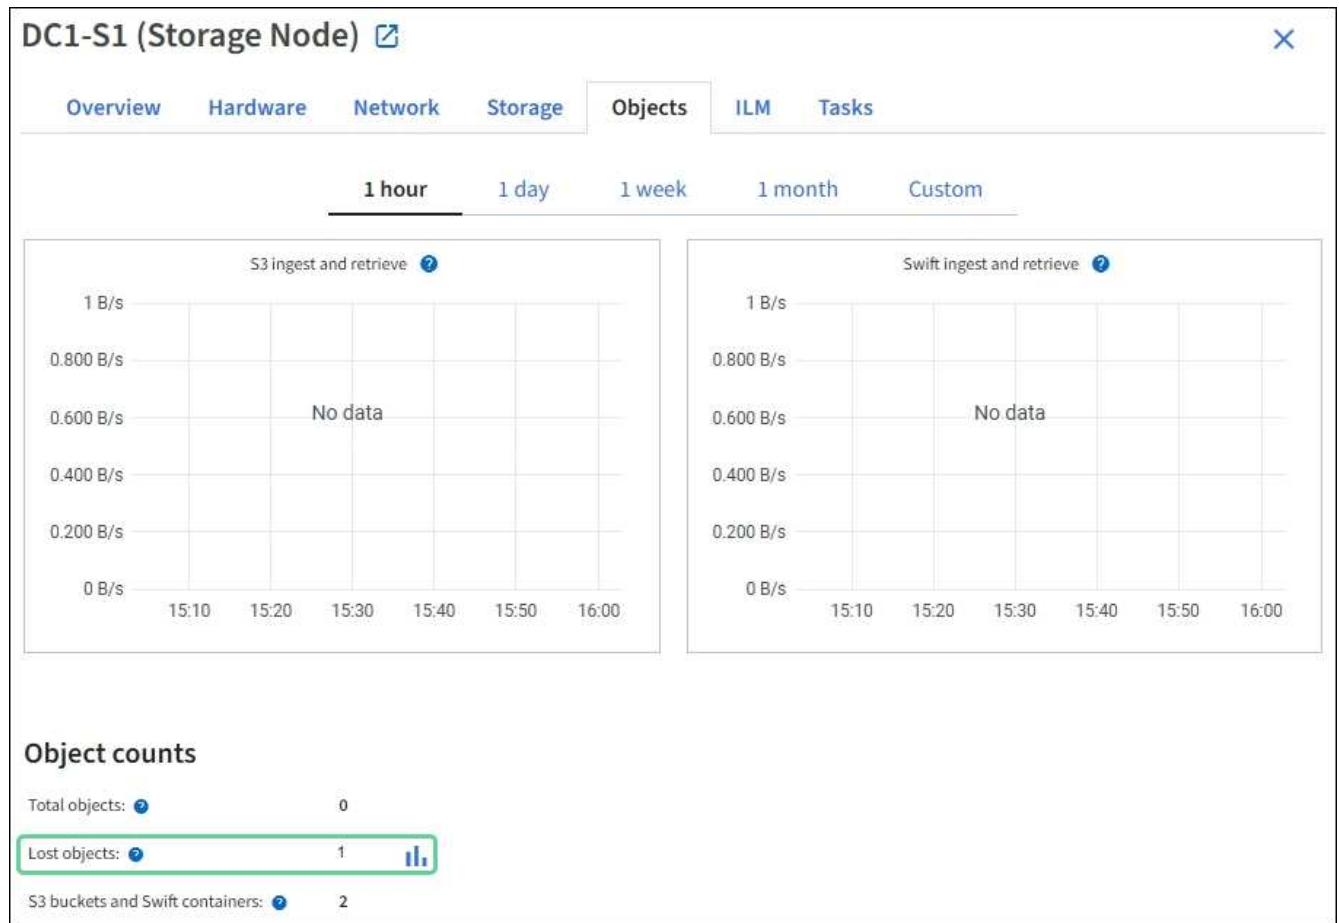 DC1-S1 (Storage Node)
Overview Hardware Network Storage Objects ILM Tasks
1 hour 1 day 1 week 1 month Custom
S3 ingest and retrieve
1 B/s
0.800 B/s
0.600 B/s
0.400 B/s
0.200 B/s
0 B/s
No data
15:10 15:20 15:30 15:40 15:50 16:00
Swift ingest and retrieve
1 B/s
0.800 B/s
0.600 B/s
0.400 B/s
0.200 B/s
0 B/s
No data
15:10 15:20 15:30 15:40 15:50 16:00
Object counts
Total objects: 0
Lost objects: 1
S3 buckets and Swift containers: 2